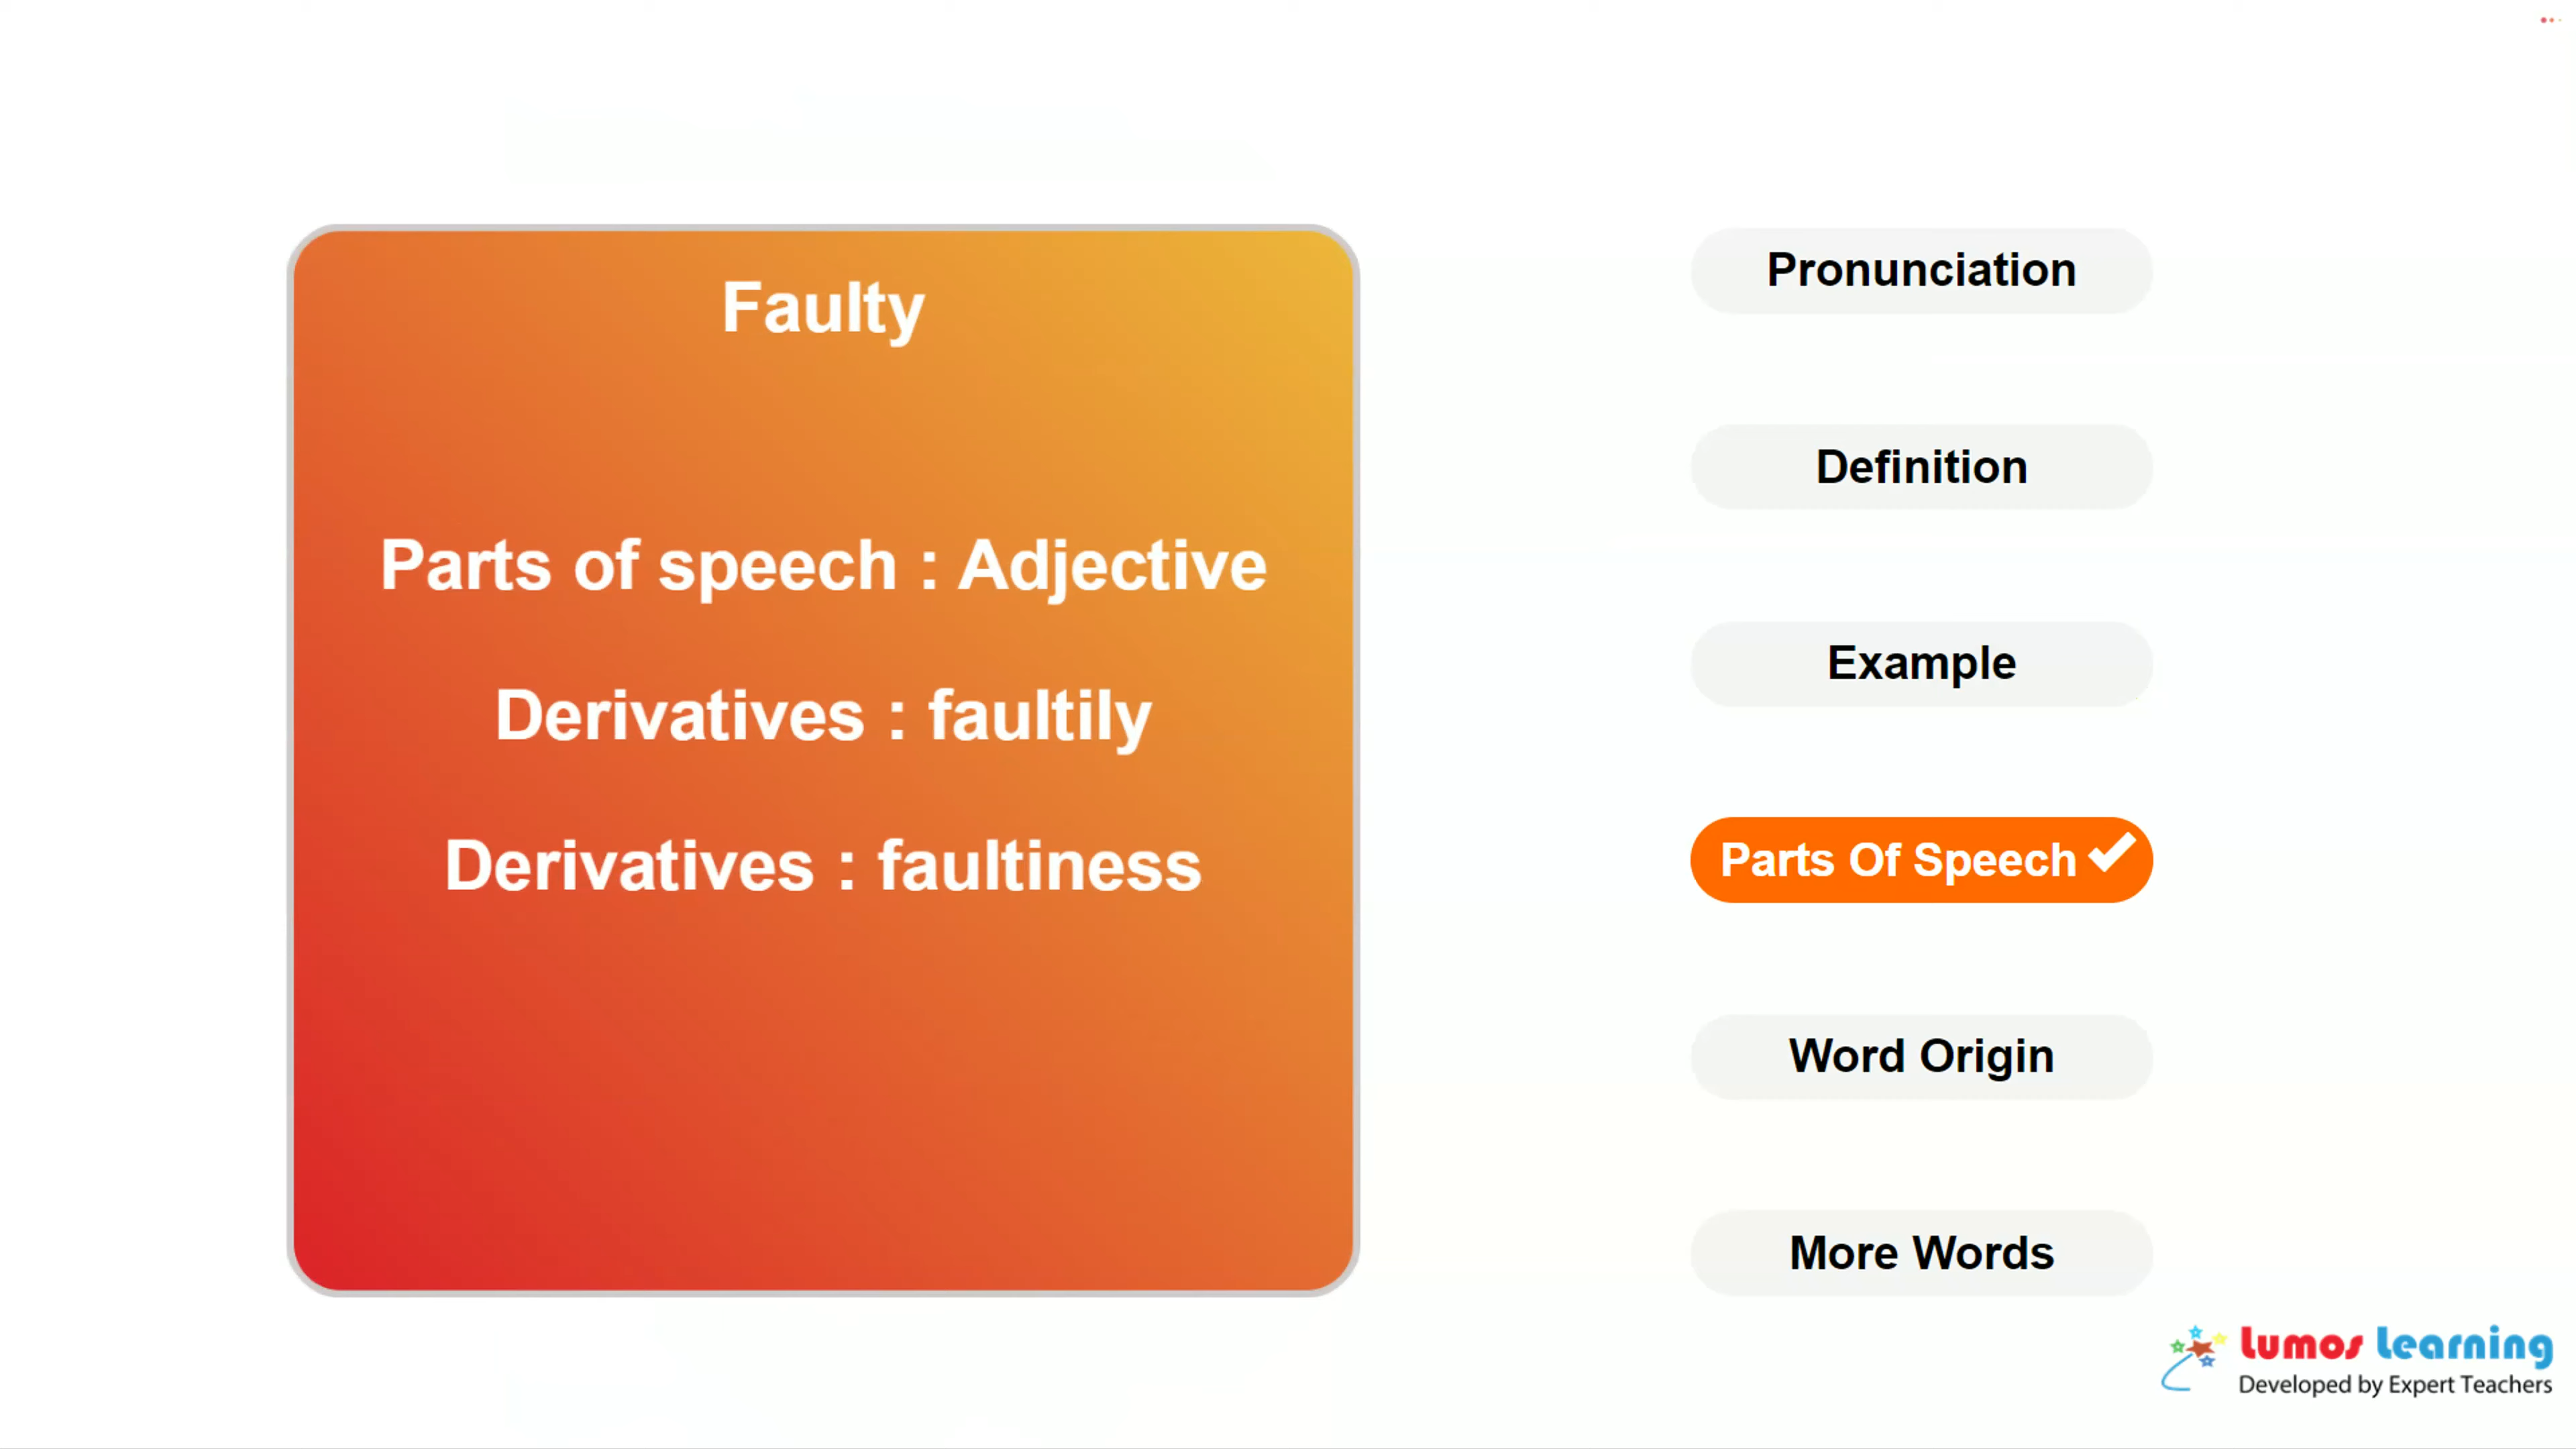 Faulty
Parts of speech : Adjective
Derivatives : faultily
Derivatives : faultiness
Pronunciation
Definition
Example
Parts Of Speech
Word Origin
More Words
Lumos Learning
Developed by Expert Teachers